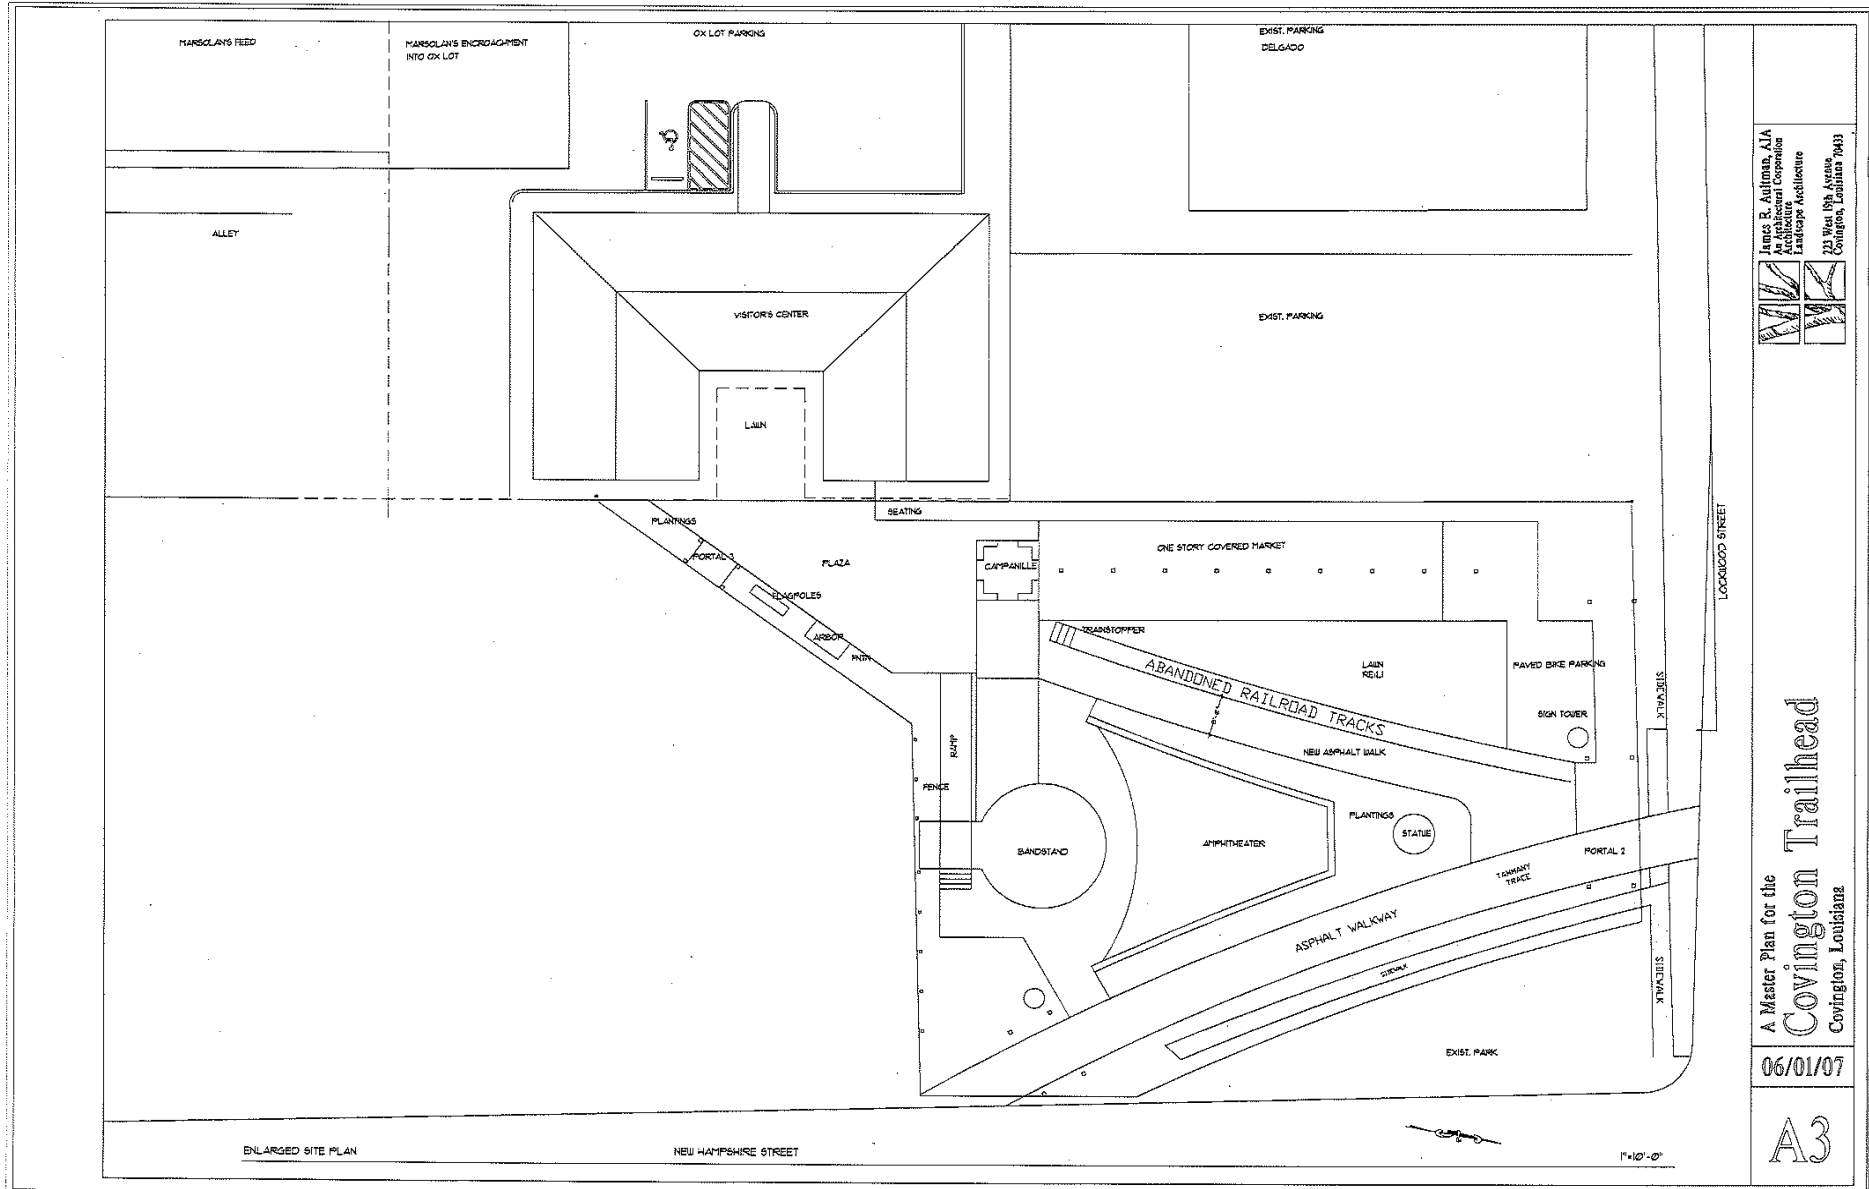 MARSOLAN'S FEED
MARSOLAN'S ENCROACHMENT
INTO OX LOT
OX LOT PARKING
EXIST. PARKING
DELGADO
ALLEY
VISITOR'S CENTER
EXIST. PARKING
LAWN
SEATING
PLANTINGS
PORTAL 3
PLAZA
FLAGPOLES
ARBOR
FNTN
CAMPANILLE
ONE STORY COVERED MARKET
TRAINSTOPPER
ABANDONED RAILROAD TRACKS
LAWN
PAVED BIKE PARKING
SIGN TOWER
NEW ASPHALT WALK
RAMP
FENCE
BANDSTAND
AMPHITHEATER
PLANTINGS
STATUE
PORTAL 2
TAMMANY
TRACE
ASPHALT WALKWAY
SIDEWALK
SIDEWALK
SIDEWALK
LOCKWOOD STREET
EXIST. PARK
ENLARGED SITE PLAN
NEW HAMPSHIRE STREET
1"=10'-0"
James R. Aultman, AIA
An Architectural Corporation
Architecture
Landscape Architecture
223 West 19th Avenue
Covington, Louisiana 70433
A Master Plan for the
Covington Trailhead
Covington, Louisiana
06/01/07
A3